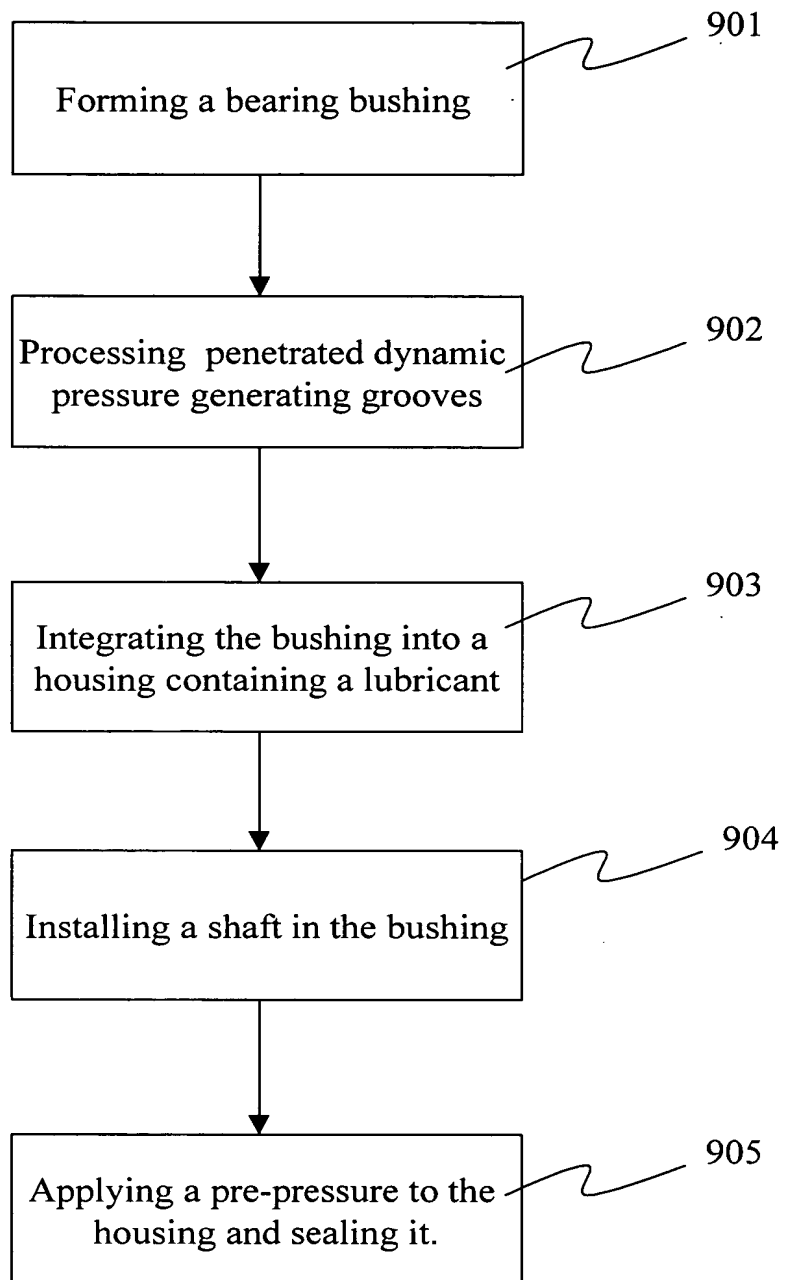 901
Forming a bearing bushing
902
Processing penetrated dynamic
pressure generating grooves
903
Integrating the bushing into a
housing containing a lubricant
904
Installing a shaft in the bushing
905
Applying a pre-pressure to the
housing and sealing it.